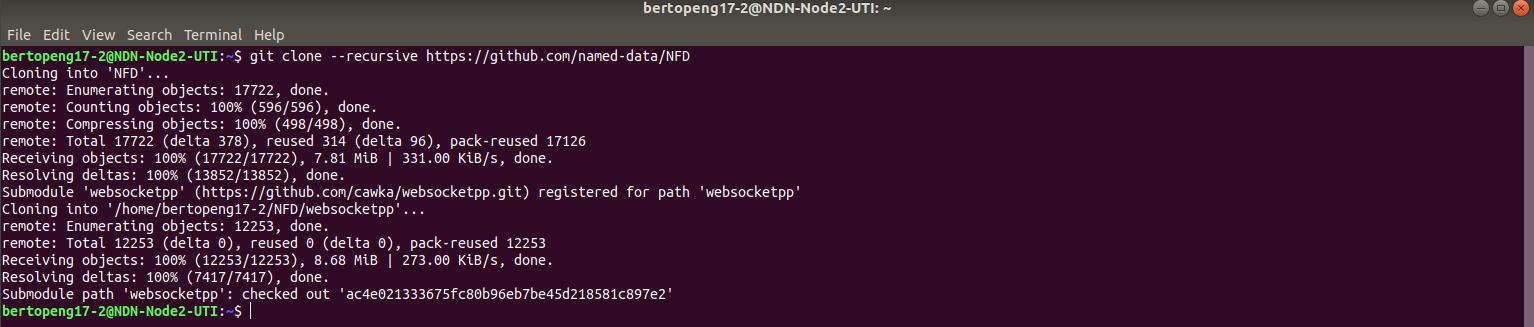 bertopeng17-2@NDN-Node2-UTI: ~
File Edit View Search Terminal Help
bertopeng17-2@NDN-Node2-UTI:~$ git clone --recursive https://github.com/named-data/NFD
Cloning into 'NFD'...
remote: Enumerating objects: 17722, done.
remote: Counting objects: 100% (596/596), done.
remote: Compressing objects: 100% (498/498), done.
remote: Total 17722 (delta 378), reused 314 (delta 96), pack-reused 17126
Receiving objects: 100% (17722/17722), 7.81 MiB | 331.00 KiB/s, done.
Resolving deltas: 100% (13852/13852), done.
Submodule 'websocketpp' (https://github.com/cawka/websocketpp.git) registered for path 'websocketpp'
Cloning into '/home/bertopeng17-2/NFD/websocketpp'...
remote: Enumerating objects: 12253, done.
remote: Total 12253 (delta 0), reused 0 (delta 0), pack-reused 12253
Receiving objects: 100% (12253/12253), 8.68 MiB | 273.00 KiB/s, done.
Resolving deltas: 100% (7417/7417), done.
Submodule path 'websocketpp': checked out 'ac4e021333675fc80b96eb7be45d218581c897e2'
bertopeng17-2@NDN-Node2-UTI:~$